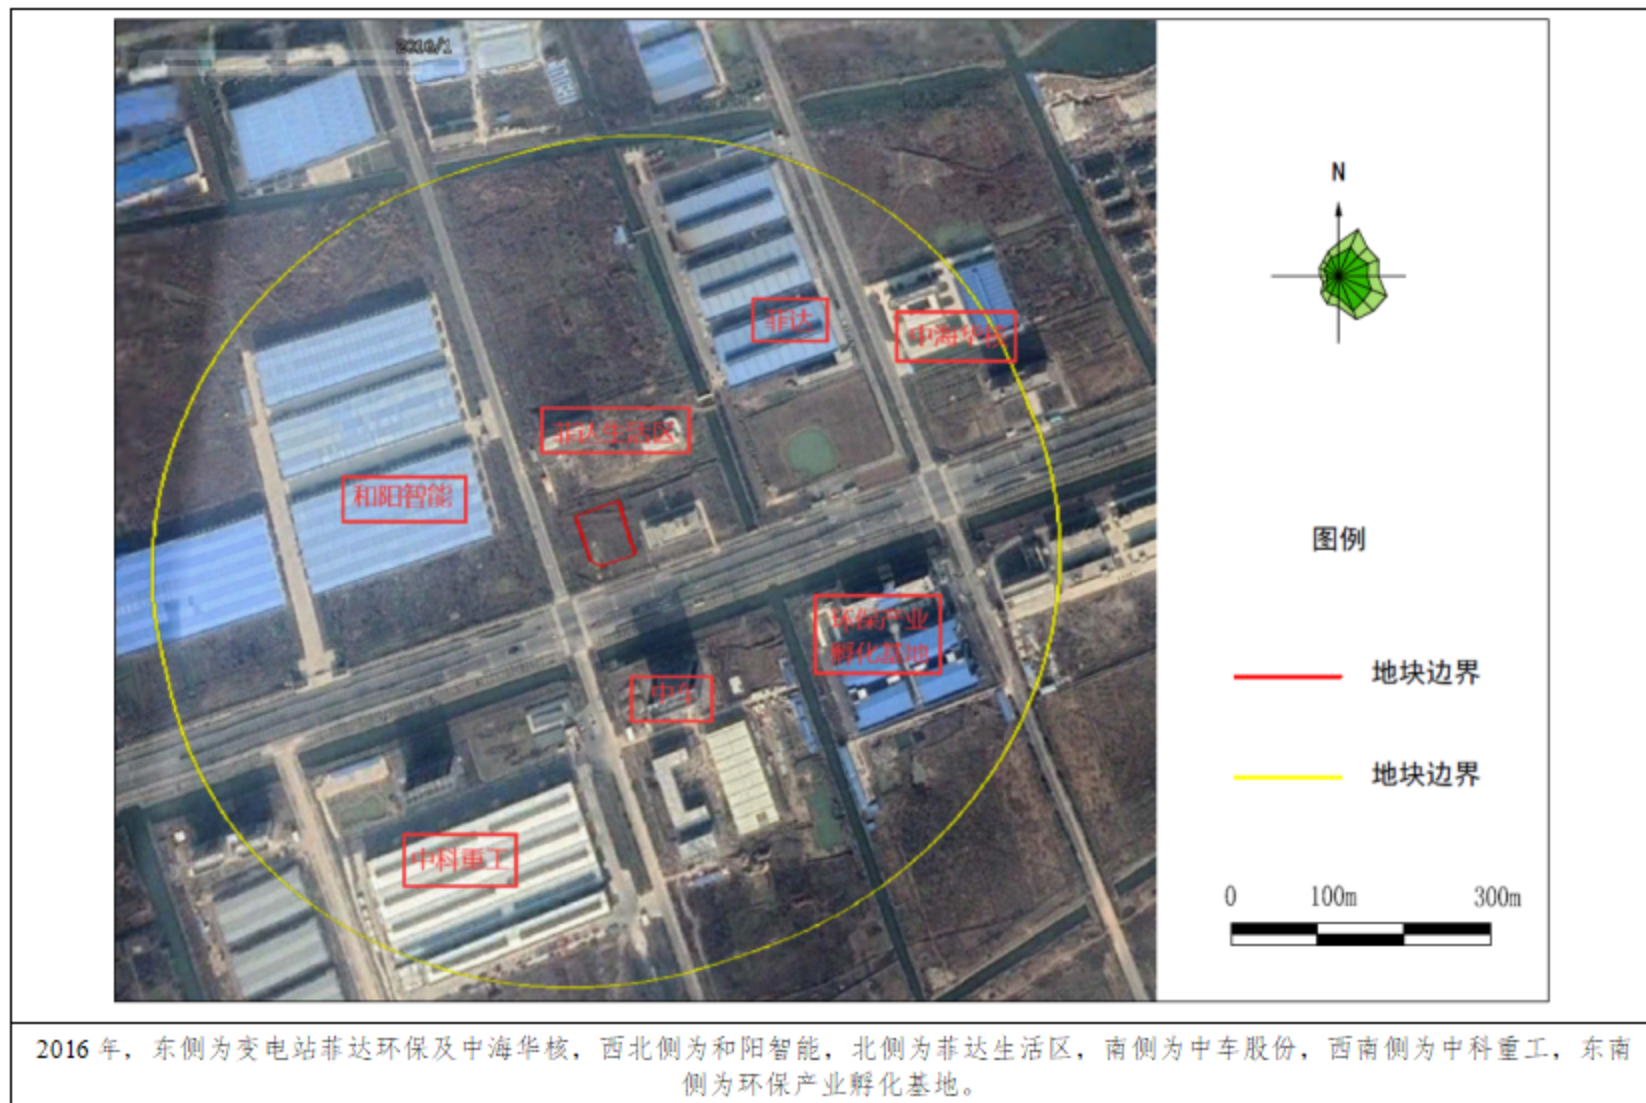 2016/1
菲达
中海华核
菲达生活区
和阳智能
环保产业
孵化基地
中车
中科重工
N
图例
地块边界
地块边界
0 100m 300m
2016 年，东侧为变电站菲达环保及中海华核，西北侧为和阳智能，北侧为菲达生活区，南侧为中车股份，西南侧为中科重工，东南
侧为环保产业孵化基地。